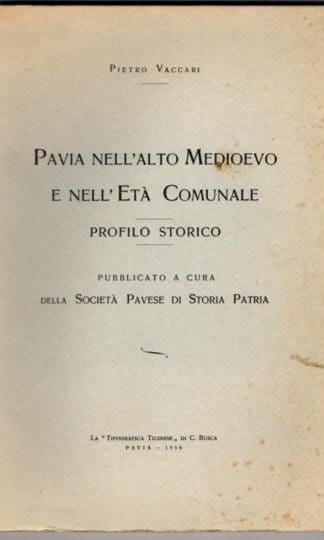 PIETRO VACCARI
PAVIA NELL'ALTO MEDIOEVO
E NELL'ETÀ COMUNALE
PROFILO STORICO
PUBBLICATO A CURA
DELLA SOCIETÀ PAVESE DI STORIA PATRIA
LA "TIPOGRAFICA TICINESE„ DI C. BUSCA
PAVIA - 1956